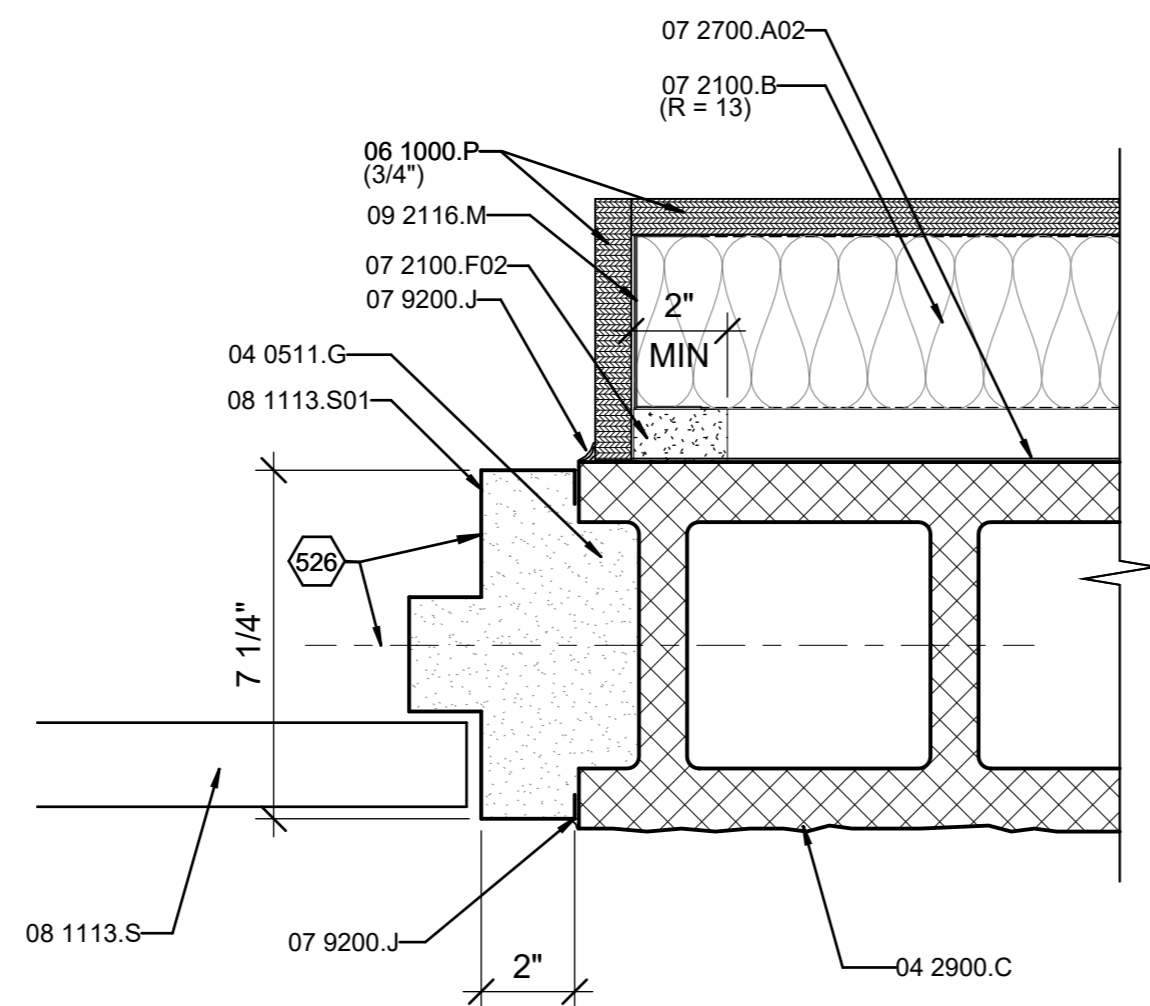 07 2700.A02
07 2100.B
(R = 13)
06 1000.P
(3/4")
09 2116.M
07 2100.F02
07 9200.J
2"
MIN
04 0511.G
08 1113.S01
526
7 1/4"
08 1113.S
07 9200.J
2"
04 2900.C